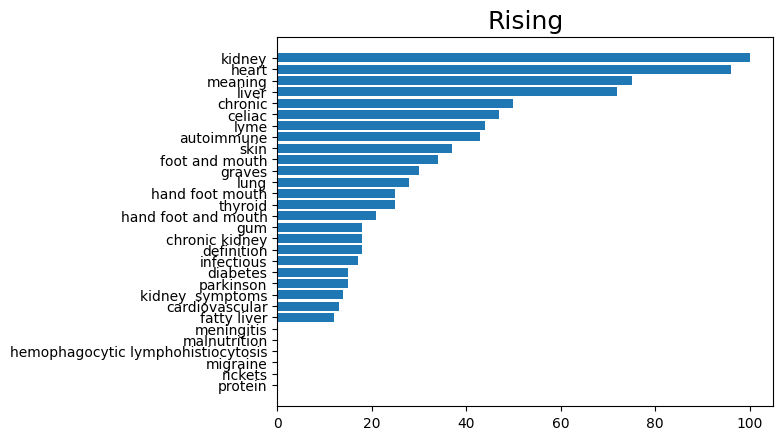 Rising
kidney
heart
meaning
liver
chronic
celiac
lyme
autoimmune
skin
foot and mouth
graves
lung
hand foot mouth
thyroid
hand foot and mouth
gum
chronic kidney
definition
infectious
diabetes
parkinson
kidney  symptoms
cardiovascular
fatty liver
meningitis
malnutrition
hemophagocytic lymphohistiocytosis
migraine
rickets
protein
0 20 40 60 80 100